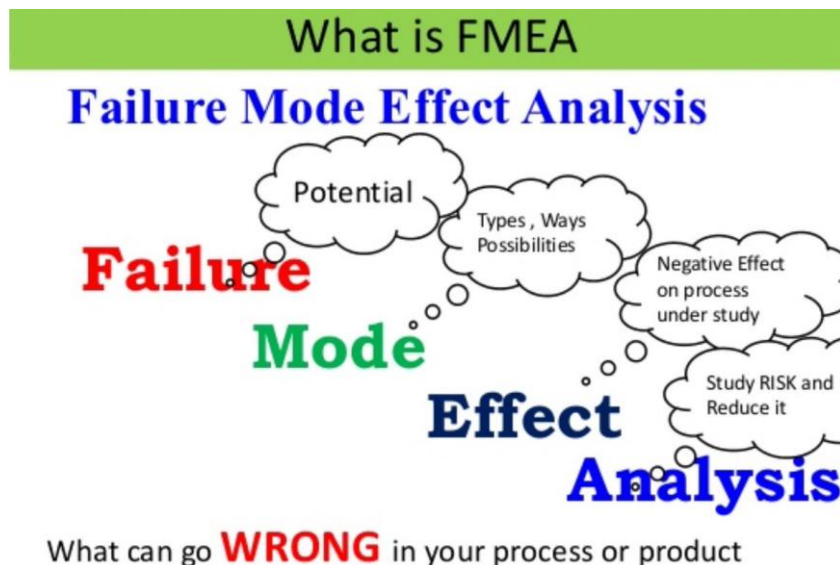 What is FMEA
Failure Mode Effect Analysis
Potential
Failure
Types , Ways
Possibilities
Mode
Negative Effect
on process
under study
Effect
Study RISK and
Reduce it
Analysis
What can go WRONG in your process or product